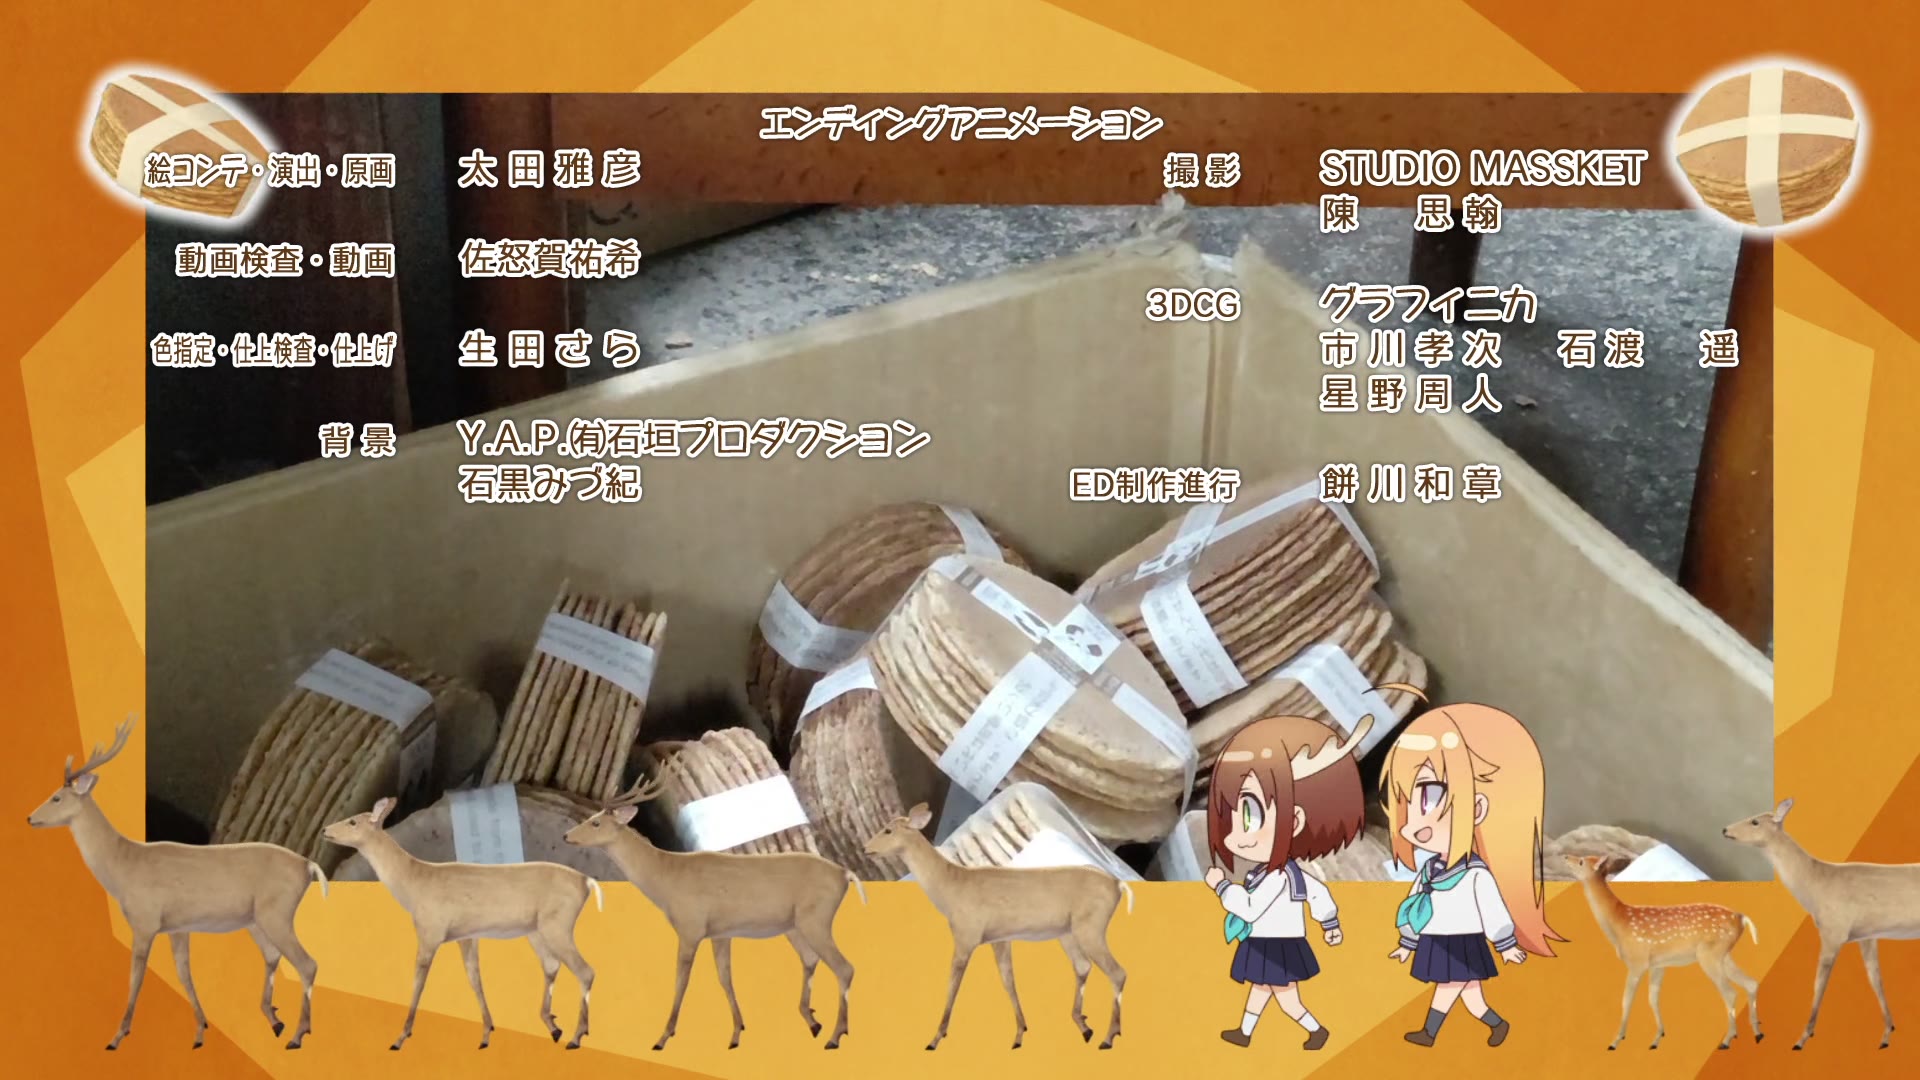 エンディングアニメーション
絵コンテ・演出・原画 太田雅彦
動画検査・動画 佐怒賀祐希
色指定・仕上検査・仕上げ 生田さら
背景 Y.A.P.㈲石垣プロダクション
石黒みづ紀
撮影 STUDIO MASSKET
陳 思翰
3DCG グラフィニカ
市川孝次 石渡 遥
星野周人
ED制作進行 餅川和章